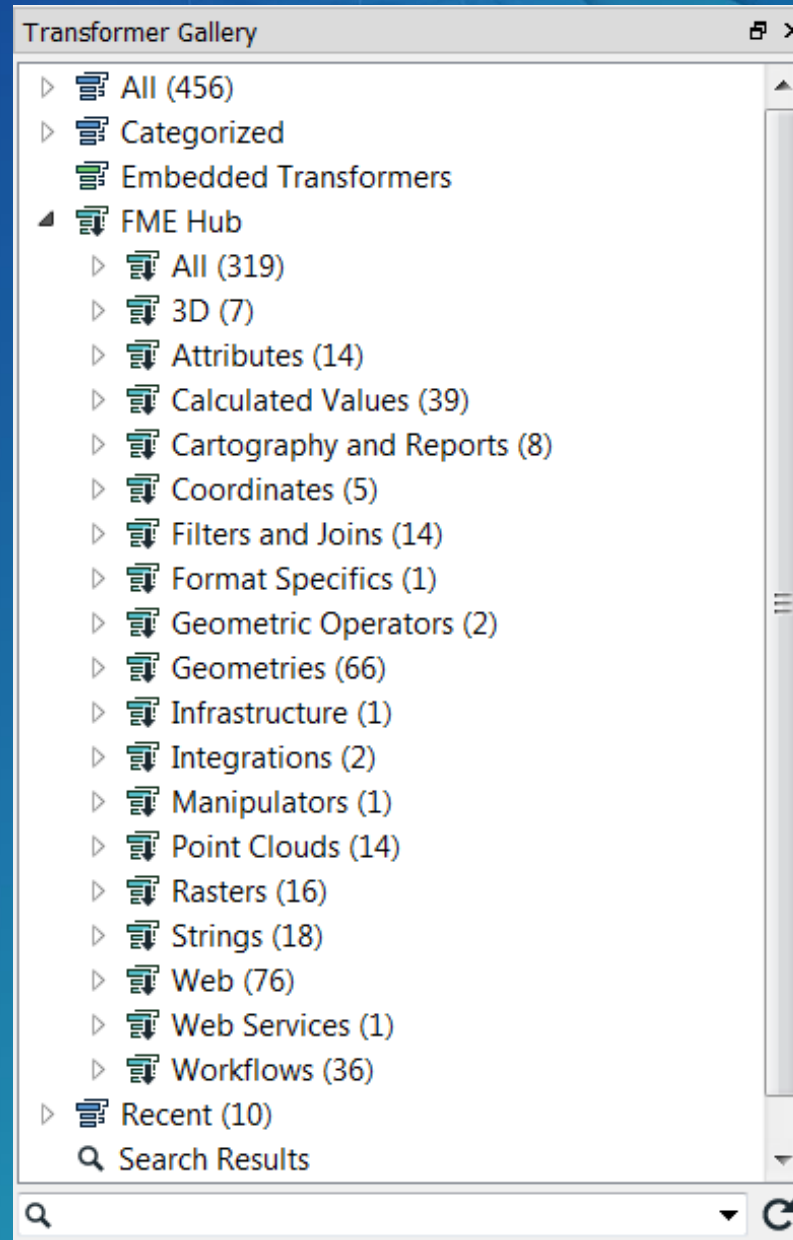 Transformer Gallery
All (456)
Categorized
Embedded Transformers
FME Hub
All (319)
3D (7)
Attributes (14)
Calculated Values (39)
Cartography and Reports (8)
Coordinates (5)
Filters and Joins (14)
Format Specifics (1)
Geometric Operators (2)
Geometries (66)
Infrastructure (1)
Integrations (2)
Manipulators (1)
Point Clouds (14)
Rasters (16)
Strings (18)
Web (76)
Web Services (1)
Workflows (36)
Recent (10)
Search Results